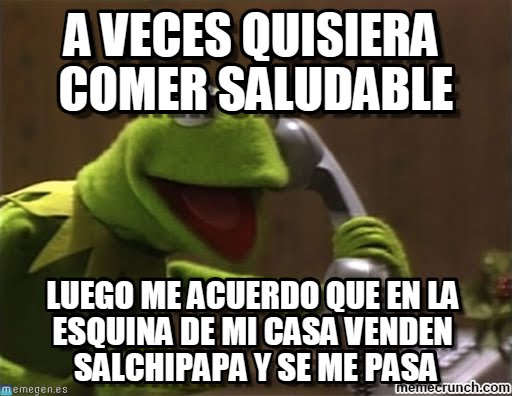 A VECES QUISIERA
COMER SALUDABLE
LUEGO ME ACUERDO QUE EN LA
ESQUINA DE MI CASA VENDEN
SALCHIPAPA Y SE ME PASA
memegen.es
memecrunch.com